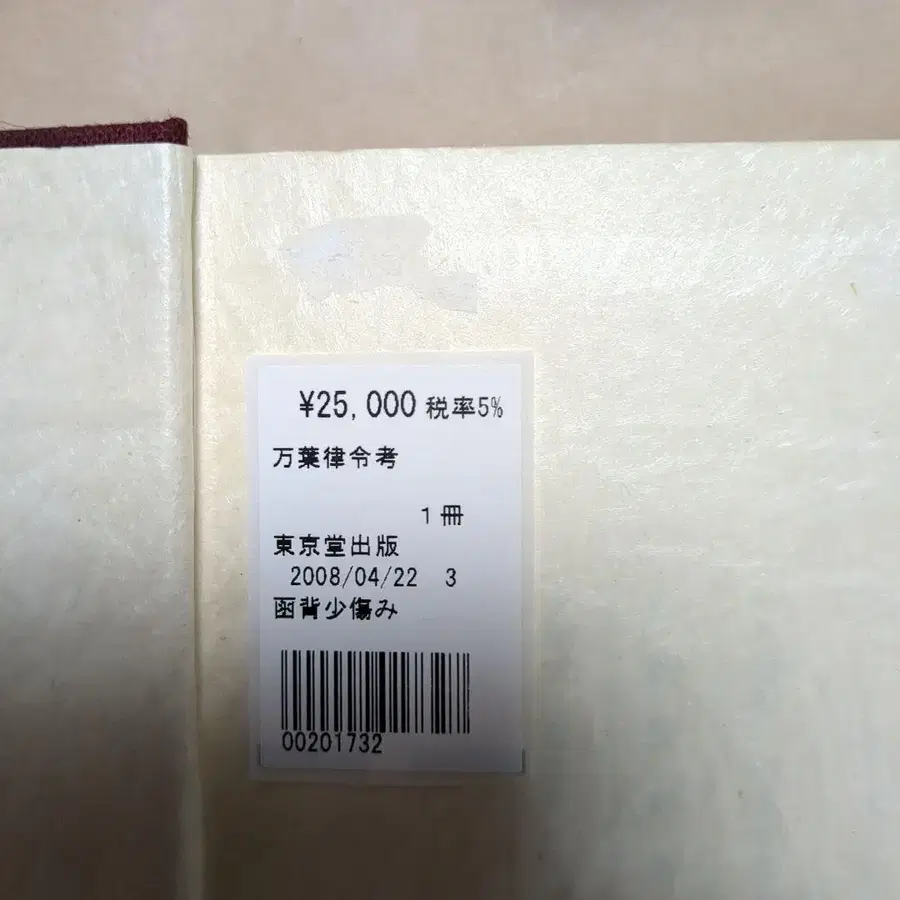 ¥25,000 税率5%
万葉律令考
1冊
東京堂出版
2008/04/22 3
函背少傷み
00201732